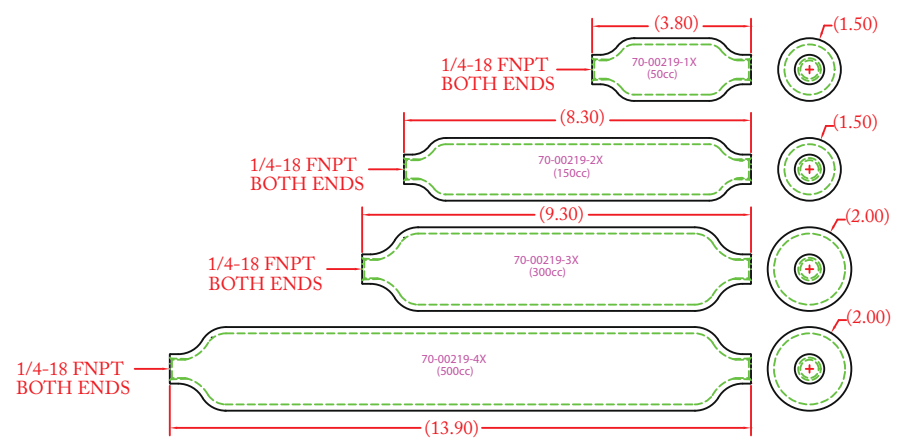 (3.80)
(1.50)
1/4-18 FNPT
BOTH ENDS
70-00219-1X
(50cc)
(8.30)
(1.50)
1/4-18 FNPT
BOTH ENDS
70-00219-2X
(150cc)
(9.30)
(2.00)
1/4-18 FNPT
BOTH ENDS
70-00219-3X
(300cc)
(2.00)
1/4-18 FNPT
BOTH ENDS
70-00219-4X
(500cc)
(13.90)